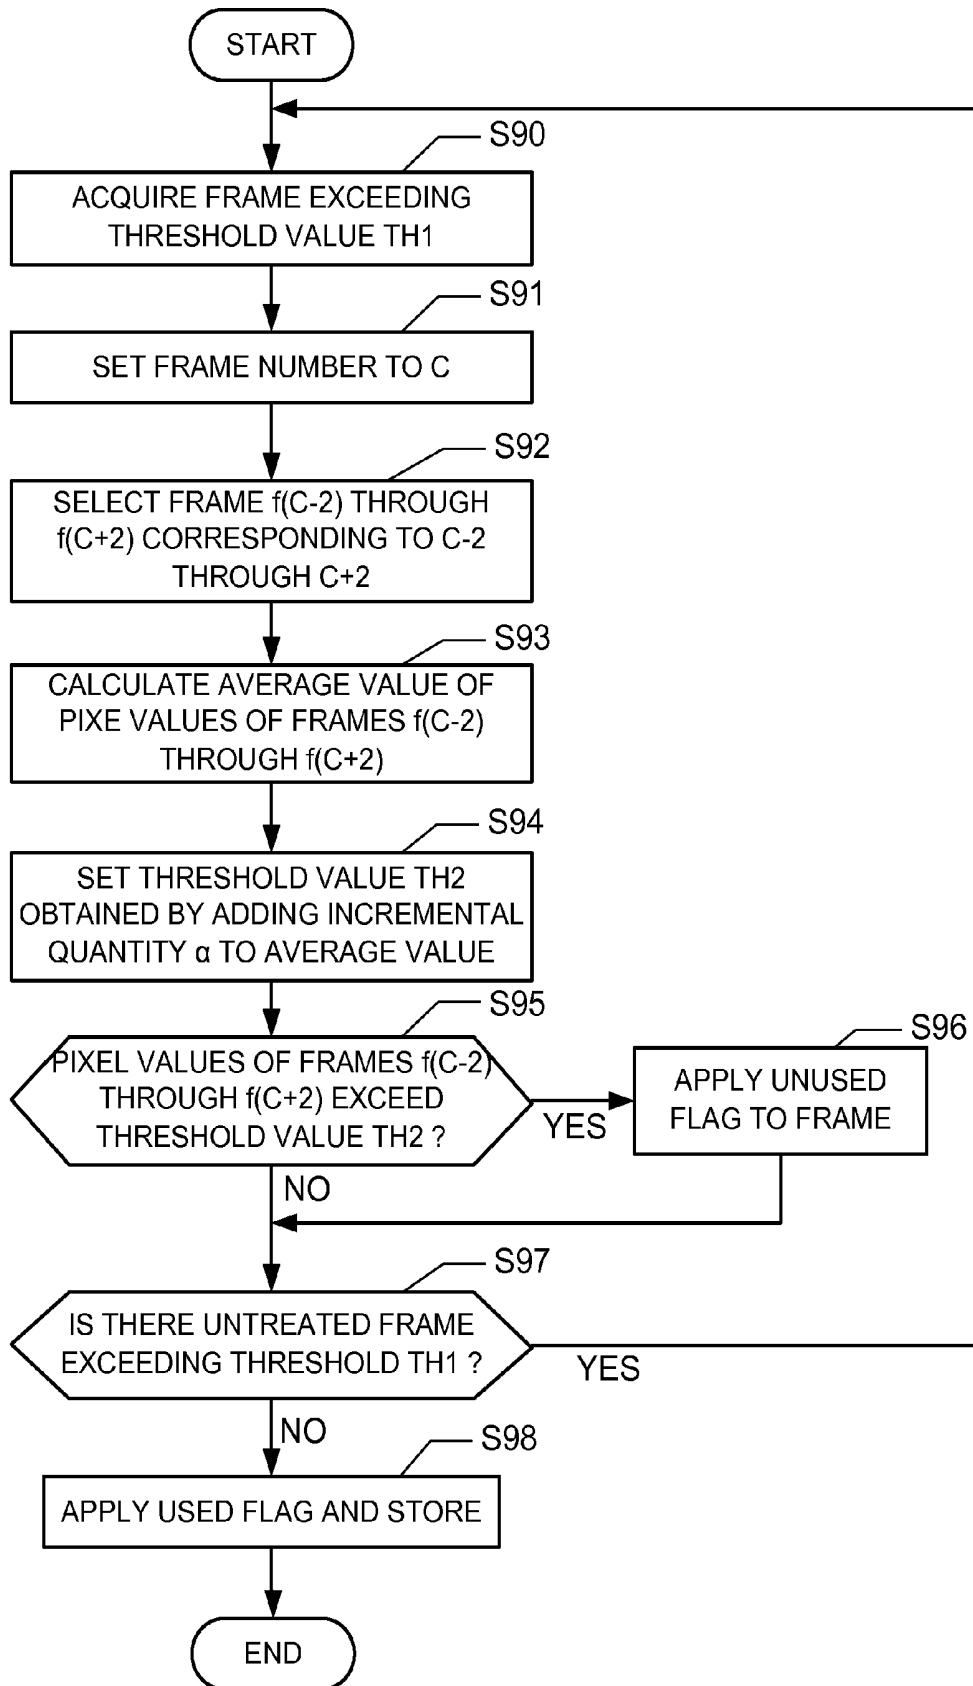 START
S90
ACQUIRE FRAME EXCEEDING
THRESHOLD VALUE TH1
S91
SET FRAME NUMBER TO C
S92
SELECT FRAME f(C-2) THROUGH
f(C+2) CORRESPONDING TO C-2
THROUGH C+2
S93
CALCULATE AVERAGE VALUE OF
PIXE VALUES OF FRAMES f(C-2)
THROUGH f(C+2)
S94
SET THRESHOLD VALUE TH2
OBTAINED BY ADDING INCREMENTAL
QUANTITY α TO AVERAGE VALUE
S95
PIXEL VALUES OF FRAMES f(C-2)
THROUGH f(C+2) EXCEED
THRESHOLD VALUE TH2 ?
YES
S96
APPLY UNUSED
FLAG TO FRAME
NO
S97
IS THERE UNTREATED FRAME
EXCEEDING THRESHOLD TH1 ?
YES
NO
S98
APPLY USED FLAG AND STORE
END